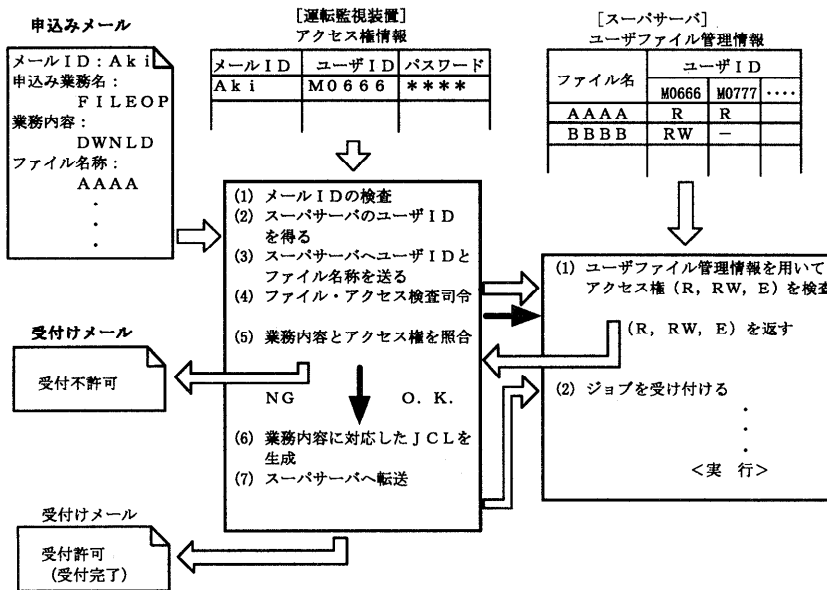 申込みメール
メールID:Aki
申込み業務名:
FILEOP
業務内容:
DWNLD
ファイル名称:
AAAA
・
・
・
[運転監視装置]
アクセス権情報
メールID ユーザID パスワード
Aki M0666 ****
[スーパサーバ]
ユーザファイル管理情報
ファイル名 ユーザID
M0666 M0777 ‥‥
AAAA R R
BBBB RW −
(1) メールIDの検査
(2) スーパサーバのユーザID
を得る
(3) スーパサーバへユーザIDと
ファイル名称を送る
(4) ファイル・アクセス検査司令
(5) 業務内容とアクセス権を照合
NG O.K.
(6) 業務内容に対応したJCLを
生成
(7) スーパサーバへ転送
(1) ユーザファイル管理情報を用いて
アクセス権(R,RW,E)を検査
(R,RW,E)を返す
(2) ジョブを受け付ける
・
・
・
<実 行>
受付けメール
受付不許可
受付けメール
受付許可
(受付完了)